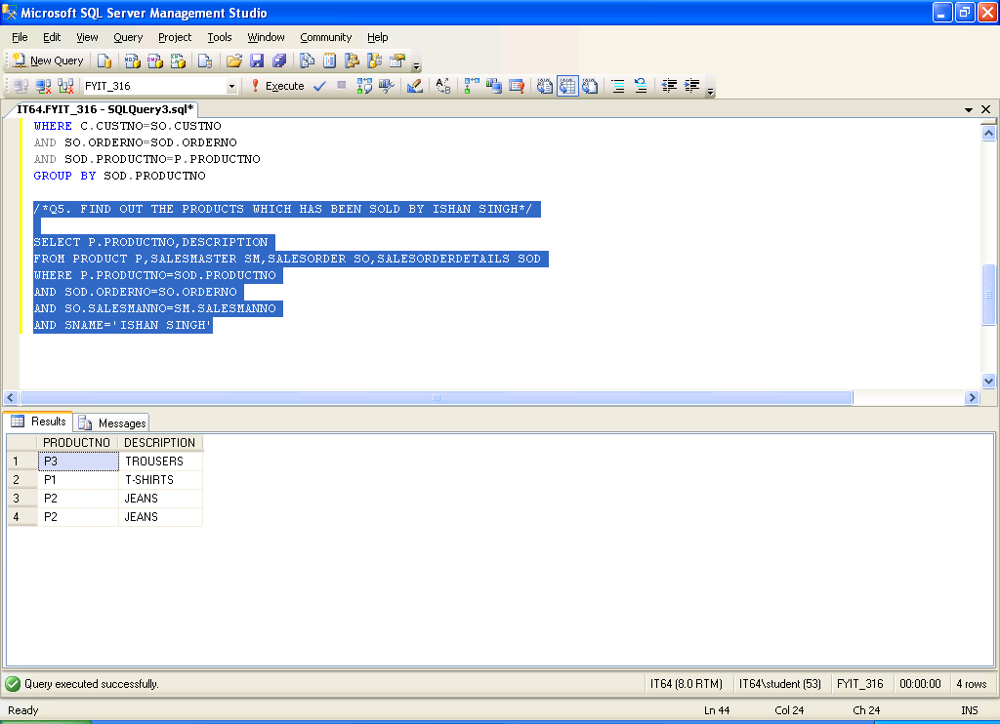 Microsoft SQL Server Management Studio
File Edit View Query Project Tools Window Community Help
New Query
FYIT_316 Execute
IT64.FYIT_316 - SQLQuery3.sql*
WHERE C.CUSTNO=SO.CUSTNO
AND SO.ORDERNO=SOD.ORDERNO
AND SOD.PRODUCTNO=P.PRODUCTNO
GROUP BY SOD.PRODUCTNO
/*Q5. FIND OUT THE PRODUCTS WHICH HAS BEEN SOLD BY ISHAN SINGH*/
SELECT P.PRODUCTNO,DESCRIPTION
FROM PRODUCT P,SALESMASTER SM,SALESORDER SO,SALESORDERDETAILS SOD
WHERE P.PRODUCTNO=SOD.PRODUCTNO
AND SOD.ORDERNO=SO.ORDERNO
AND SO.SALESMANNO=SM.SALESMANNO
AND SNAME='ISHAN SINGH'
Results Messages
PRODUCTNO DESCRIPTION
1 P3 TROUSERS
2 P1 T-SHIRTS
3 P2 JEANS
4 P2 JEANS
Query executed successfully. IT64 (8.0 RTM) IT64\student (53) FYIT_316 00:00:00 4 rows
Ready Ln 44 Col 24 Ch 24 INS